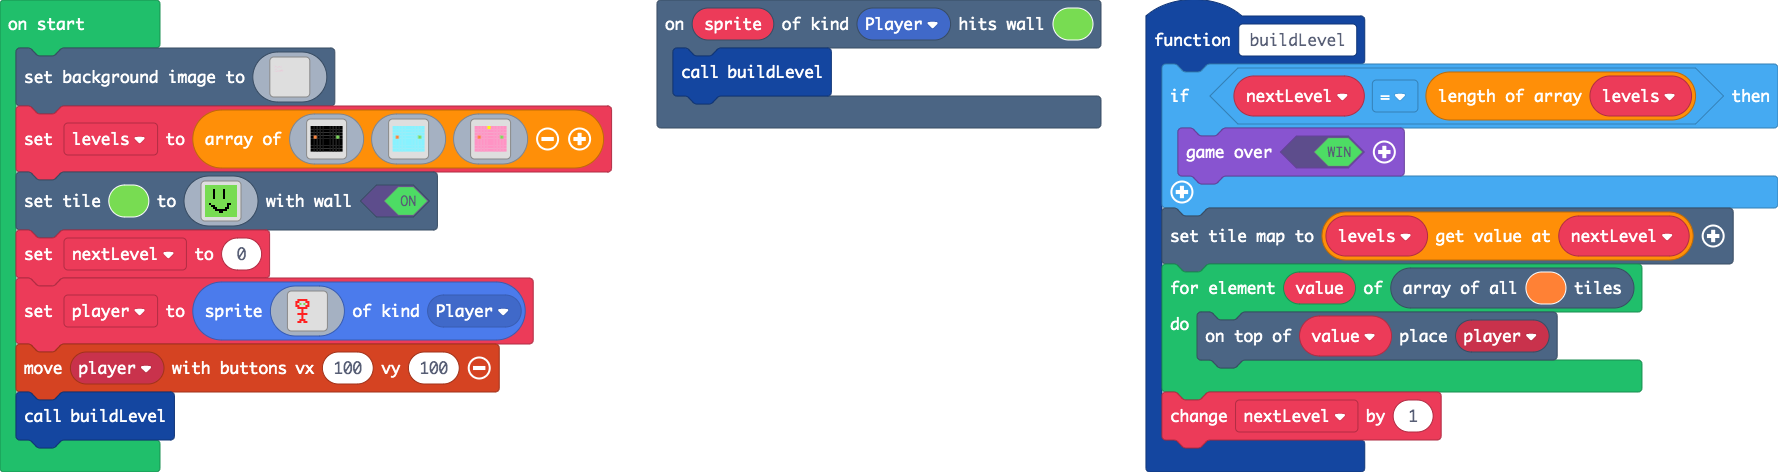 on start
set background image to
set levels to array of
set tile to with wall ON
set nextLevel to 0
set player to sprite of kind Player
move player with buttons vx 100 vy 100
call buildLevel
on sprite of kind Player hits wall
call buildLevel
function buildLevel
if nextLevel = length of array levels then
game over WIN
set tile map to levels get value at nextLevel
for element value of array of all tiles
do on top of value place player
change nextLevel by 1